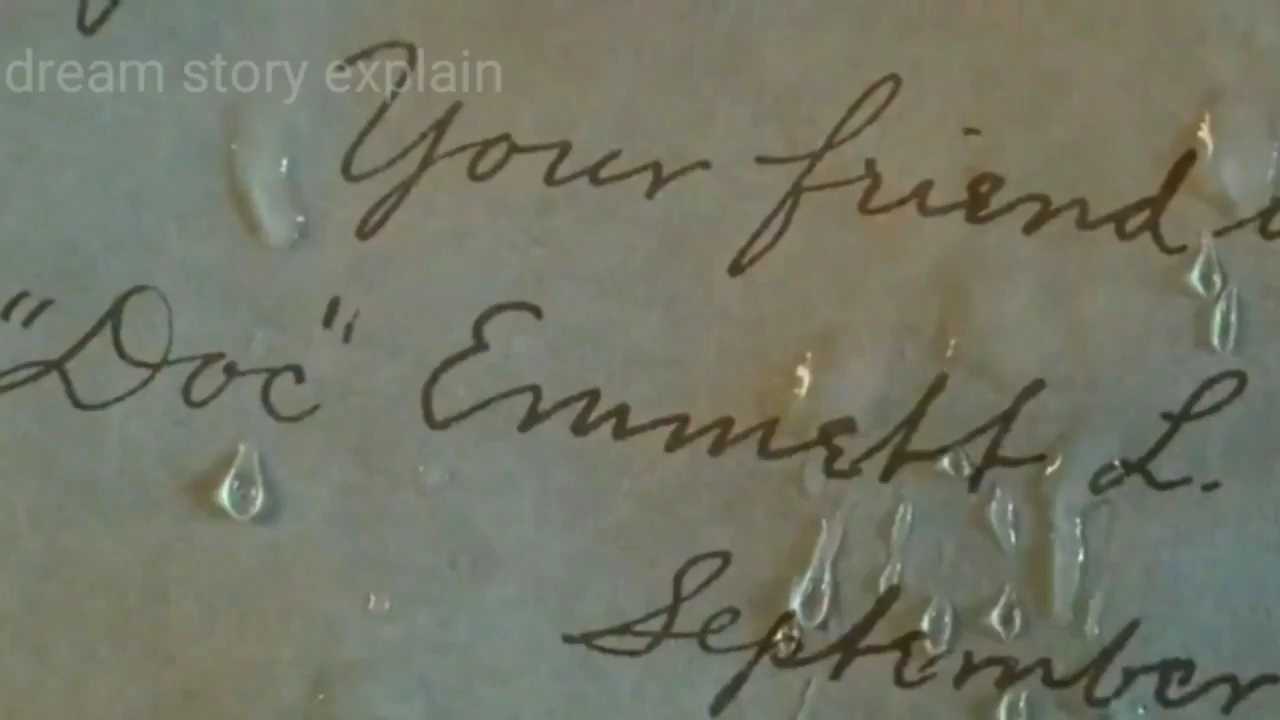 dream story explain
Your friend
"Doc" Emmett L.
September